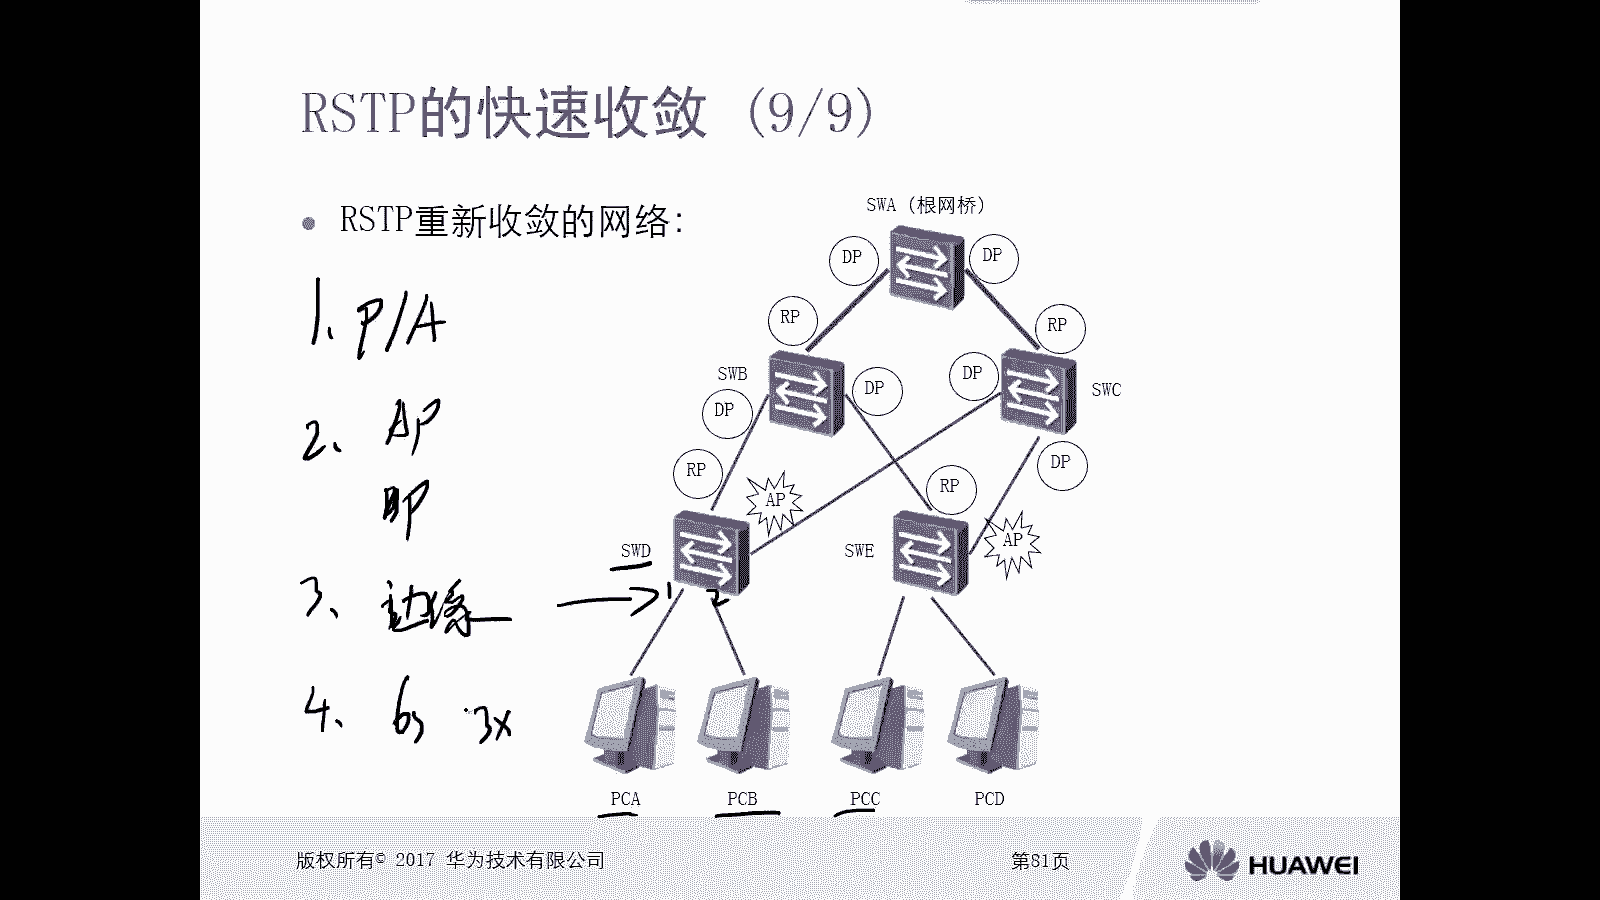 RSTP的快速收敛 (9/9)
RSTP重新收敛的网络:
1、P/A
2、AP
BP
3、边缘
4、6s 3x
SWA (根网桥)
DP
DP
RP
RP
SWB
DP
DP
DP
SWC
DP
RP
AP
RP
AP
SWD
SWE
1
2
PCA
PCB
PCC
PCD
版权所有© 2017 华为技术有限公司
第81页
HUAWEI